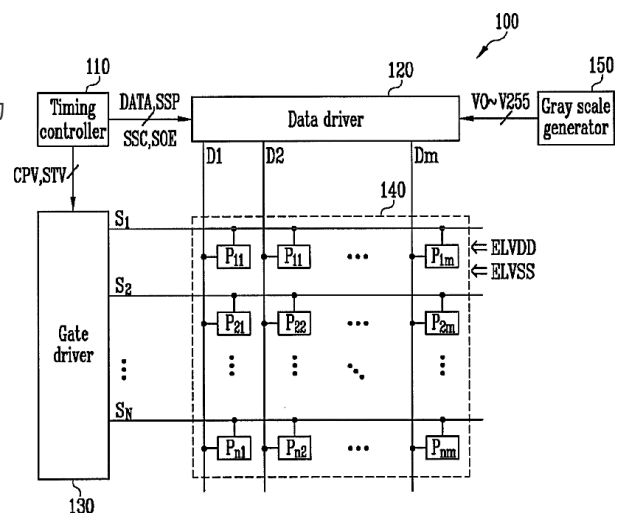 100
110
120
150
Timing
controller
DATA,SSP
SSC,SOE
Data driver
VO~V255
Gray scale
generator
D1 D2 Dm
CPV,STV
140
S1
P11 P11 ... P1m
ELVDD
ELVSS
S2
P21 P22 ... P2m
Gate
driver
SN
Pn1 Pn2 ... Pnm
130